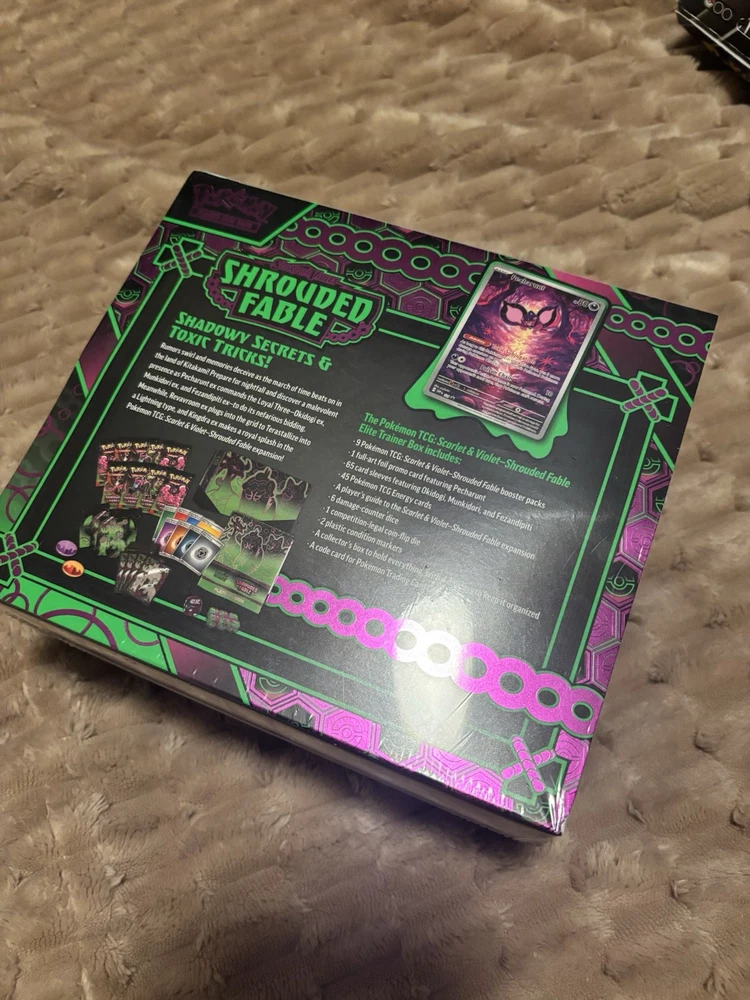 Pokémon
SHROUDED
FABLE
SHADOWY SECRETS &
TOXIC TRICKS!
Rumors swirl and memories deceive as the march of time beats on in
the land of Kitakami! Prepare for nightfall and discover a malevolent
presence as Pecharunt ex commands the Loyal Three—Okidogi ex,
Munkidori ex, and Fezandipiti ex—to do its nefarious bidding.
Meanwhile, Revavroom ex plugs into the grid to Terastallize into
a Lightning type, and Kingdra ex makes a royal splash in the
Pokémon TCG: Scarlet & Violet—Shrouded Fable expansion!
Pecharunt
80
The Pokémon TCG: Scarlet & Violet—Shrouded Fable
Elite Trainer Box includes:
· 9 Pokémon TCG: Scarlet & Violet—Shrouded Fable booster packs
· 1 full-art foil promo card featuring Pecharunt
· 65 card sleeves featuring Okidogi, Munkidori, and Fezandipiti
· 45 Pokémon TCG Energy cards
· A player's guide to the Scarlet & Violet—Shrouded Fable expansion
· 6 damage-counter dice
· 1 competition-legal coin-flip die
· 2 plastic condition markers
· A collector's box to hold everything, keep it organized
· A code card for Pokémon Trading